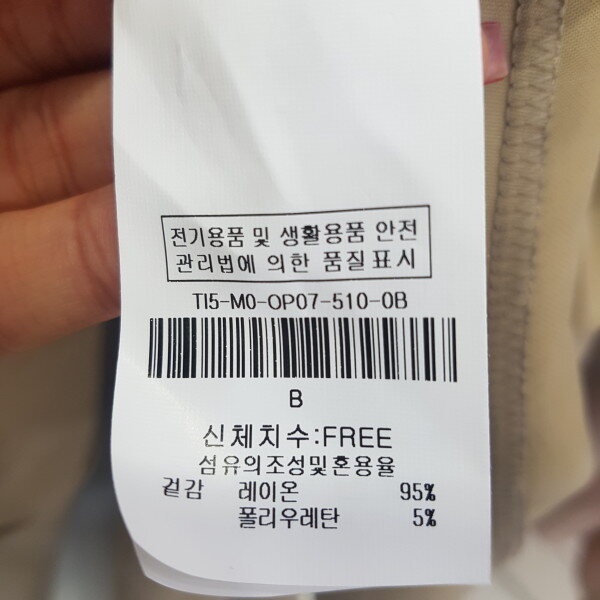 전기용품 및 생활용품 안전
관리법에 의한 품질표시
TI5-MO-OP07-510-0B
B
신체치수:FREE
섬유의조성및혼용율
겉감 레이온 95%
폴리우레탄 5%